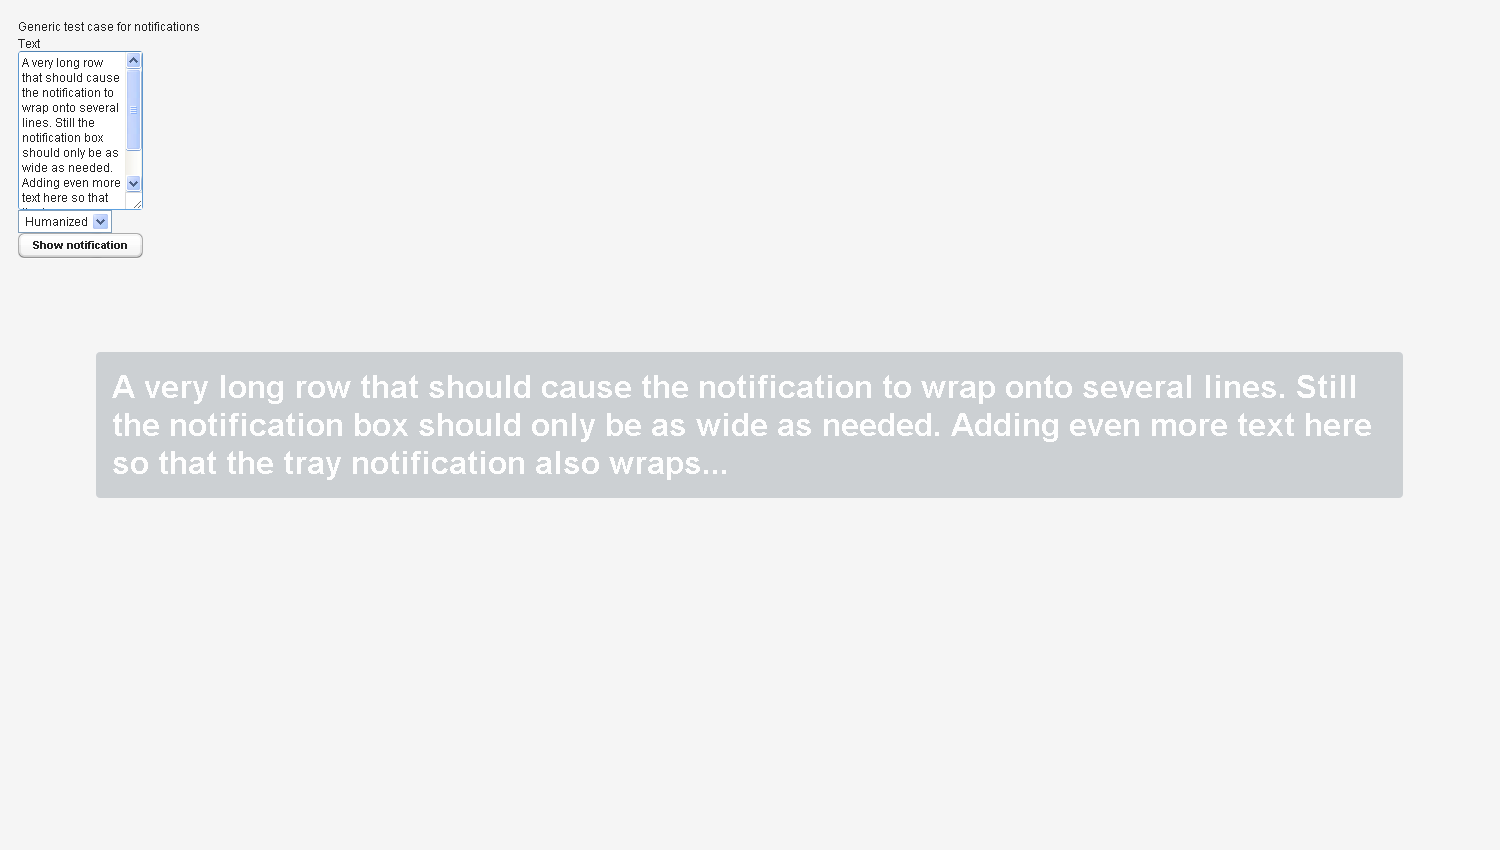 Generic test case for notifications
Text
A very long row
that should cause
the notification to
wrap onto several
lines. Still the
notification box
should only be as
wide as needed.
Adding even more
text here so that
Humanized
Show notification
A very long row that should cause the notification to wrap onto several lines. Still
the notification box should only be as wide as needed. Adding even more text here
so that the tray notification also wraps...